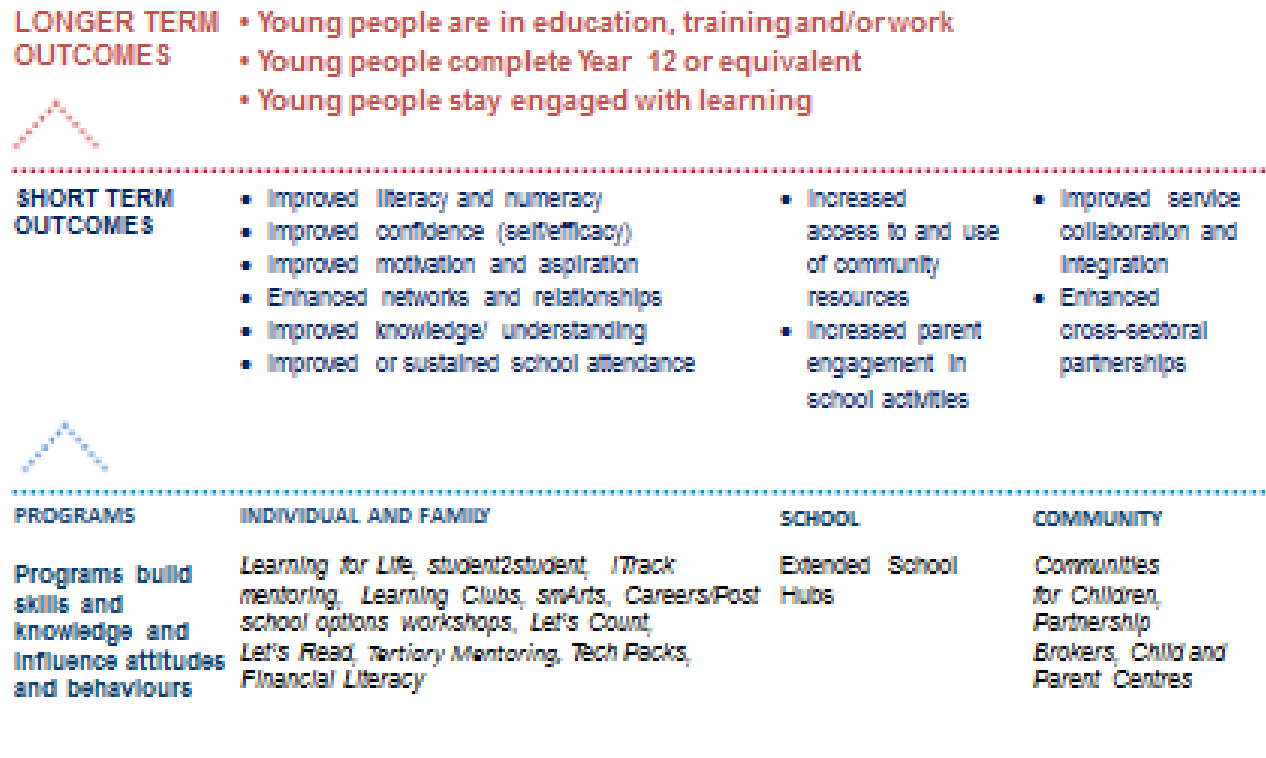 LONGER TERM
OUTCOMES
• Young people are in education, training and/or work
• Young people complete Year 12 or equivalent
• Young people stay engaged with learning
SHORT TERM
OUTCOMES
• Improved literacy and numeracy
• Improved confidence (self/efficacy)
• Improved motivation and aspiration
• Enhanced networks and relationships
• Improved knowledge/ understanding
• Improved or sustained school attendance
• Increased
access to and use
of community
resources
• Increased parent
engagement in
school activities
• Improved service
collaboration and
integration
• Enhanced
cross-sectoral
partnerships
PROGRAMS
Programs build
skills and
knowledge and
influence attitudes
and behaviours
INDIVIDUAL AND FAMILY
Learning for Life, student2student, iTrack
mentoring, Learning Clubs, smArts, Careers/Post
school options workshops, Let's Count,
Let's Read, Tertiary Mentoring, Tech Packs,
Financial Literacy
SCHOOL
Extended School
Hubs
COMMUNITY
Communities
for Children,
Partnership
Brokers, Child and
Parent Centres